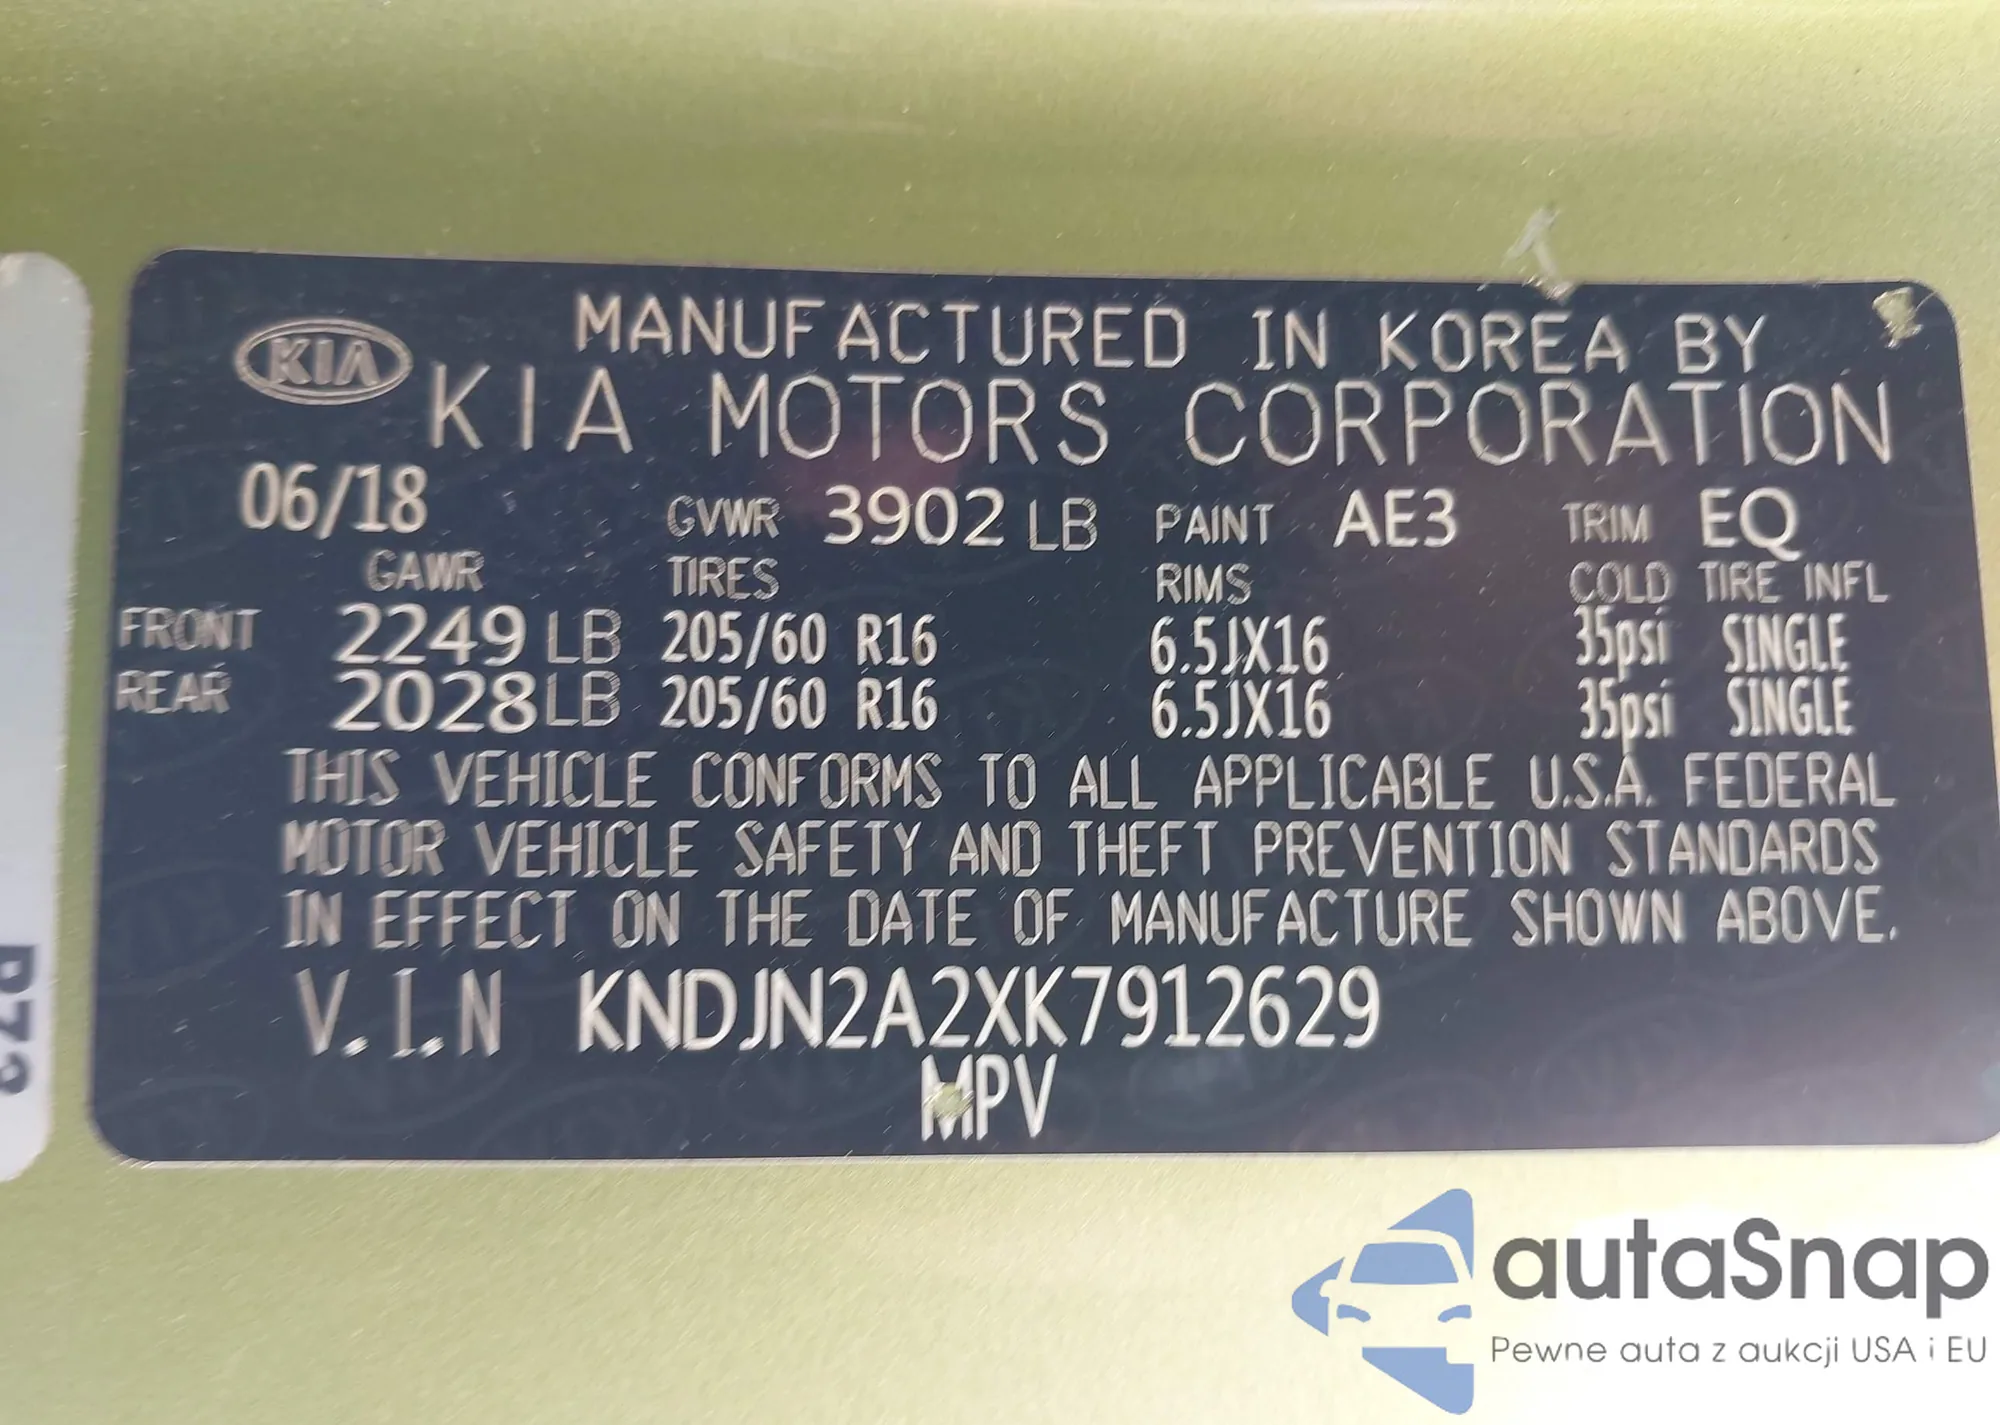 KIA
MANUFACTURED IN KOREA BY
KIA MOTORS CORPORATION
06/18 GVWR 3902 LB PAINT AE3 TRIM EQ
GAWR TIRES RIMS COLD TIRE INFL
FRONT 2249 LB 205/60 R16 6.5JX16 35psi SINGLE
REAR 2028 LB 205/60 R16 6.5JX16 35psi SINGLE
THIS VEHICLE CONFORMS TO ALL APPLICABLE U.S.A. FEDERAL
MOTOR VEHICLE SAFETY AND THEFT PREVENTION STANDARDS
IN EFFECT ON THE DATE OF MANUFACTURE SHOWN ABOVE.
V.I.N KNDJN2A2XK7912629
MPV
autaSnap
Pewne auta z aukcji USA i EU